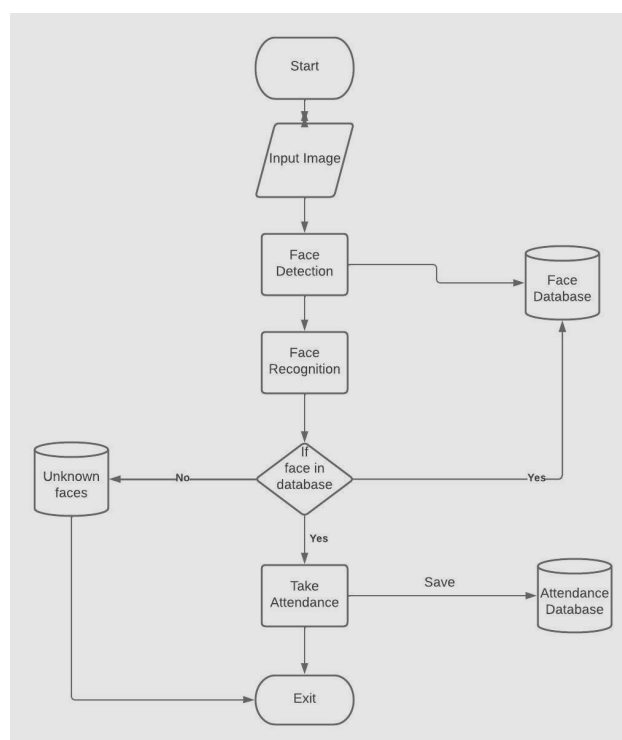 Start
Input Image
Face
Detection
Face
Database
Face
Recognition
If
face in
database
No
Unknown
faces
Yes
Yes
Take
Attendance
Save
Attendance
Database
Exit